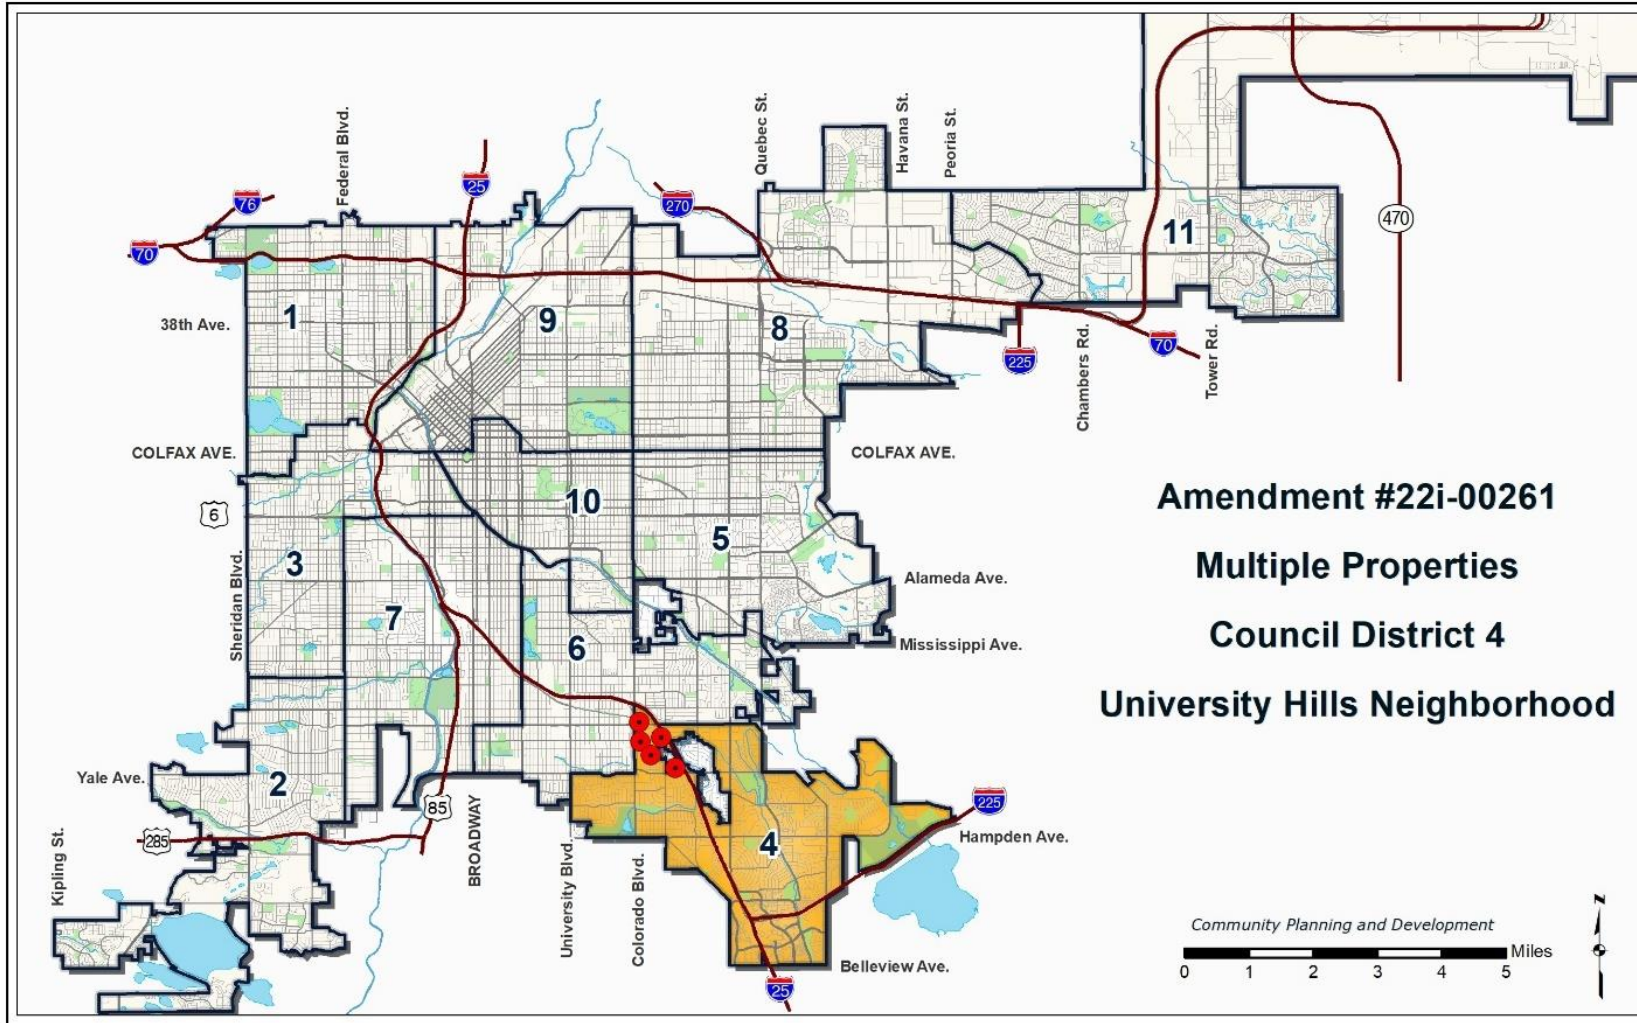 Federal Blvd.
Quebec St.
Havana St.
Peoria St.
76
25
270
70
470
11
38th Ave.
1
9
8
225
70
Chambers Rd.
Tower Rd.
COLFAX AVE.
COLFAX AVE.
6
10
5
3
Sheridan Blvd.
7
6
Alameda Ave.
Mississippi Ave.
Amendment #22i-00261
Multiple Properties
Council District 4
University Hills Neighborhood
Yale Ave.
2
85
285
Kipling St.
BROADWAY
University Blvd.
Colorado Blvd.
4
225
Hampden Ave.
Belleview Ave.
25
Community Planning and Development
Miles
0 1 2 3 4 5
N